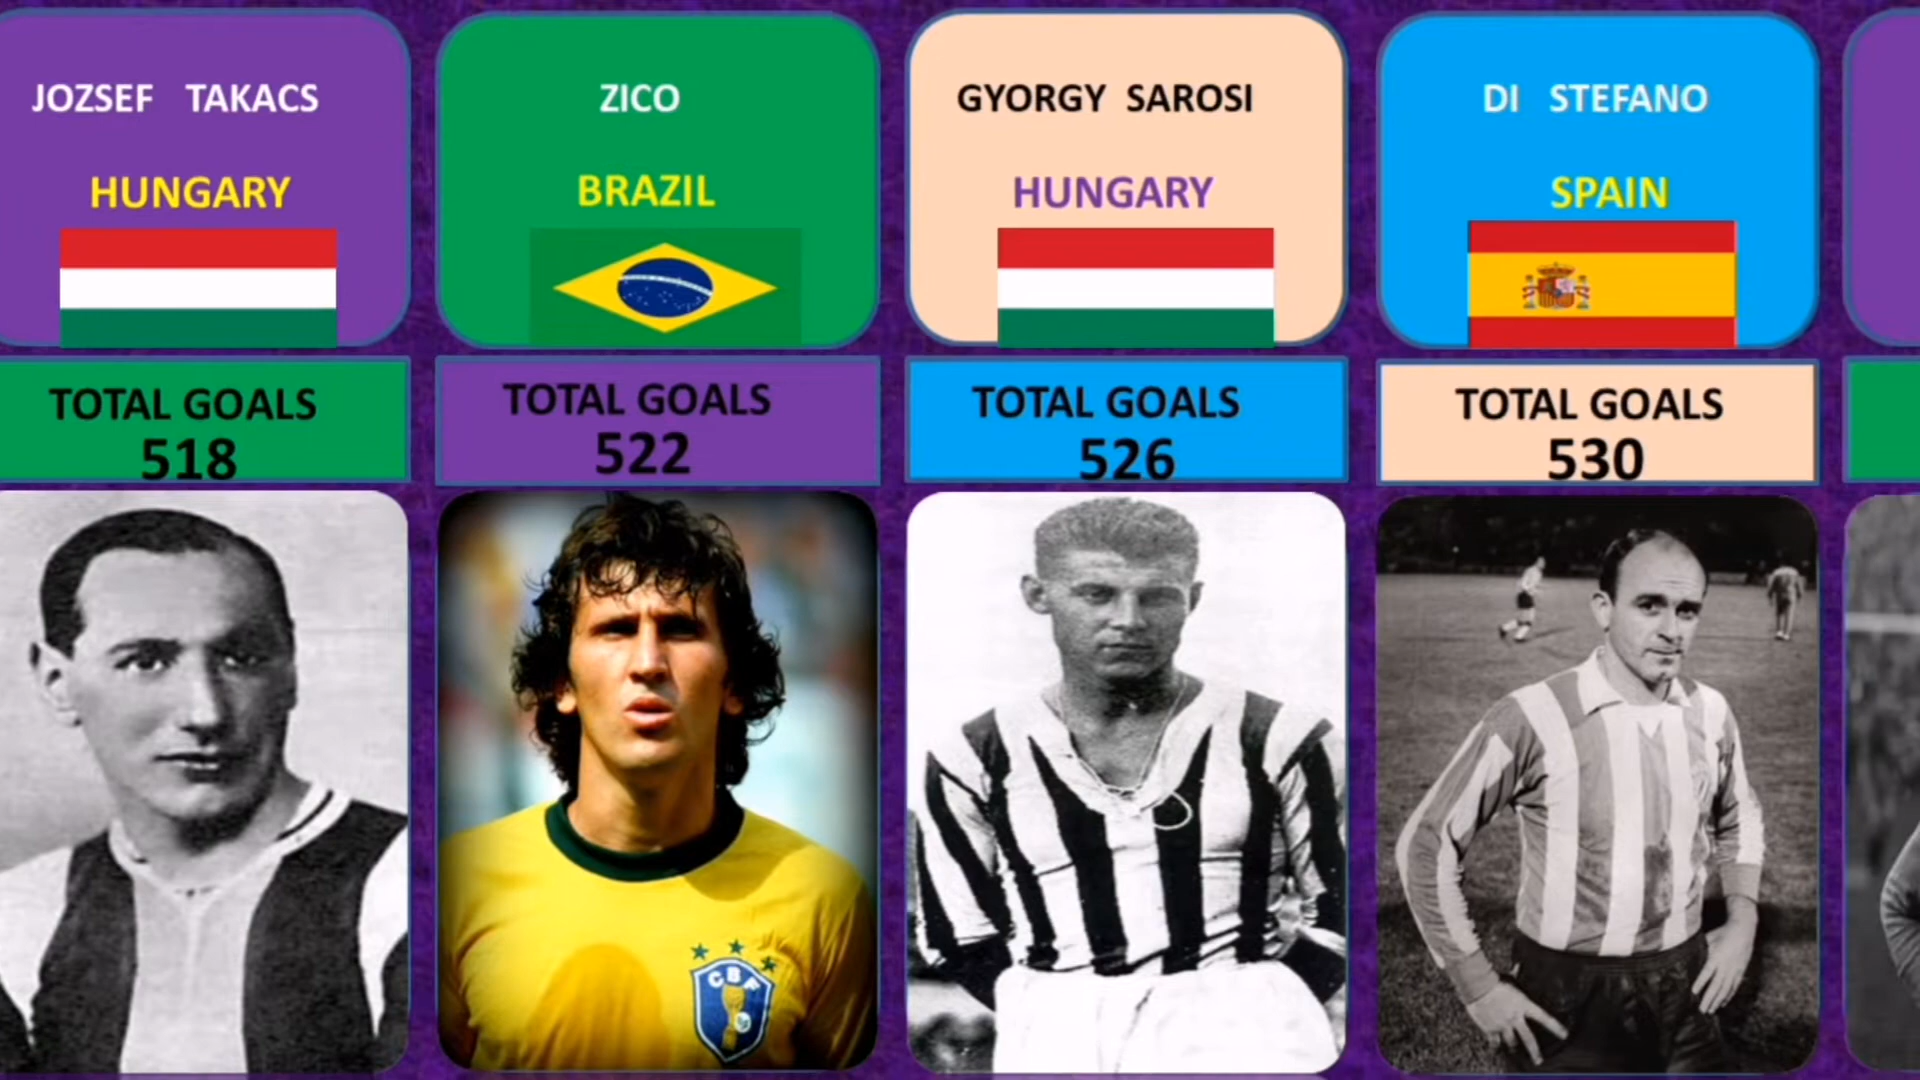 JOZSEF TAKACS
HUNGARY
TOTAL GOALS
518
ZICO
BRAZIL
TOTAL GOALS
522
CBF
GYORGY SAROSI
HUNGARY
TOTAL GOALS
526
DI STEFANO
SPAIN
TOTAL GOALS
530